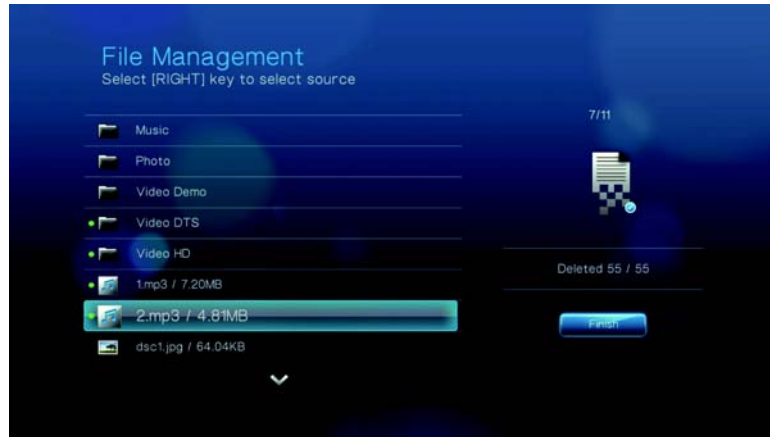 File Management
Select [RIGHT] key to select source
Music
Photo
Video Demo
Video DTS
Video HD
1.mp3 / 7.20MB
2.mp3 / 4.81MB
dsc1.jpg / 64.04KB
7/11
Deleted 55 / 55
Finish